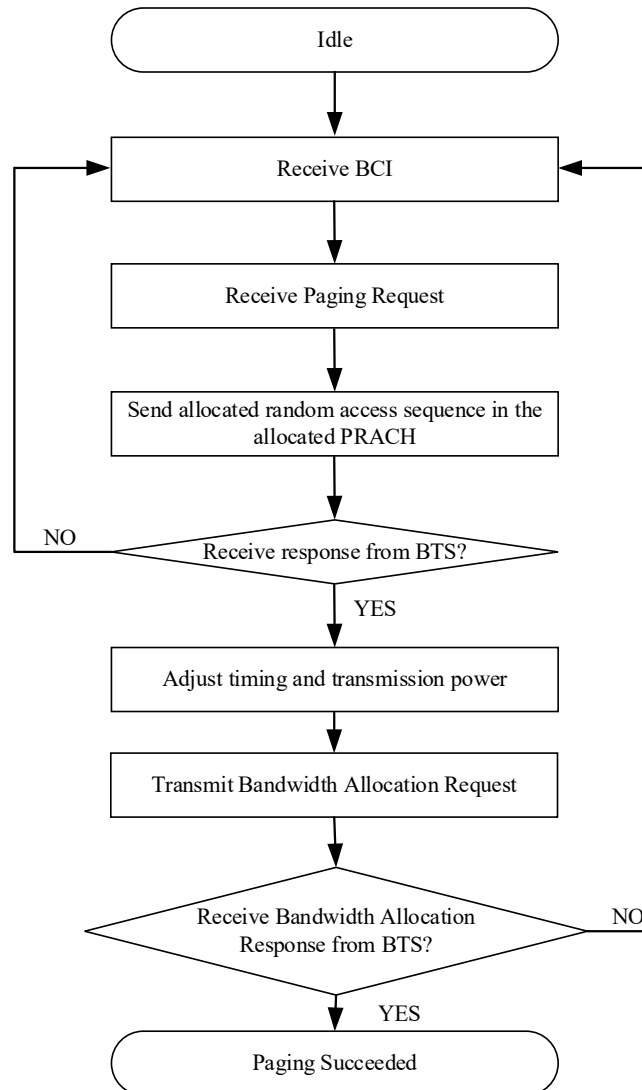 Idle
Receive BCI
Receive Paging Request
Send allocated random access sequence in the
allocated PRACH
NO
Receive response from BTS?
YES
Adjust timing and transmission power
Transmit Bandwidth Allocation Request
Receive Bandwidth Allocation
Response from BTS?
NO
YES
Paging Succeeded